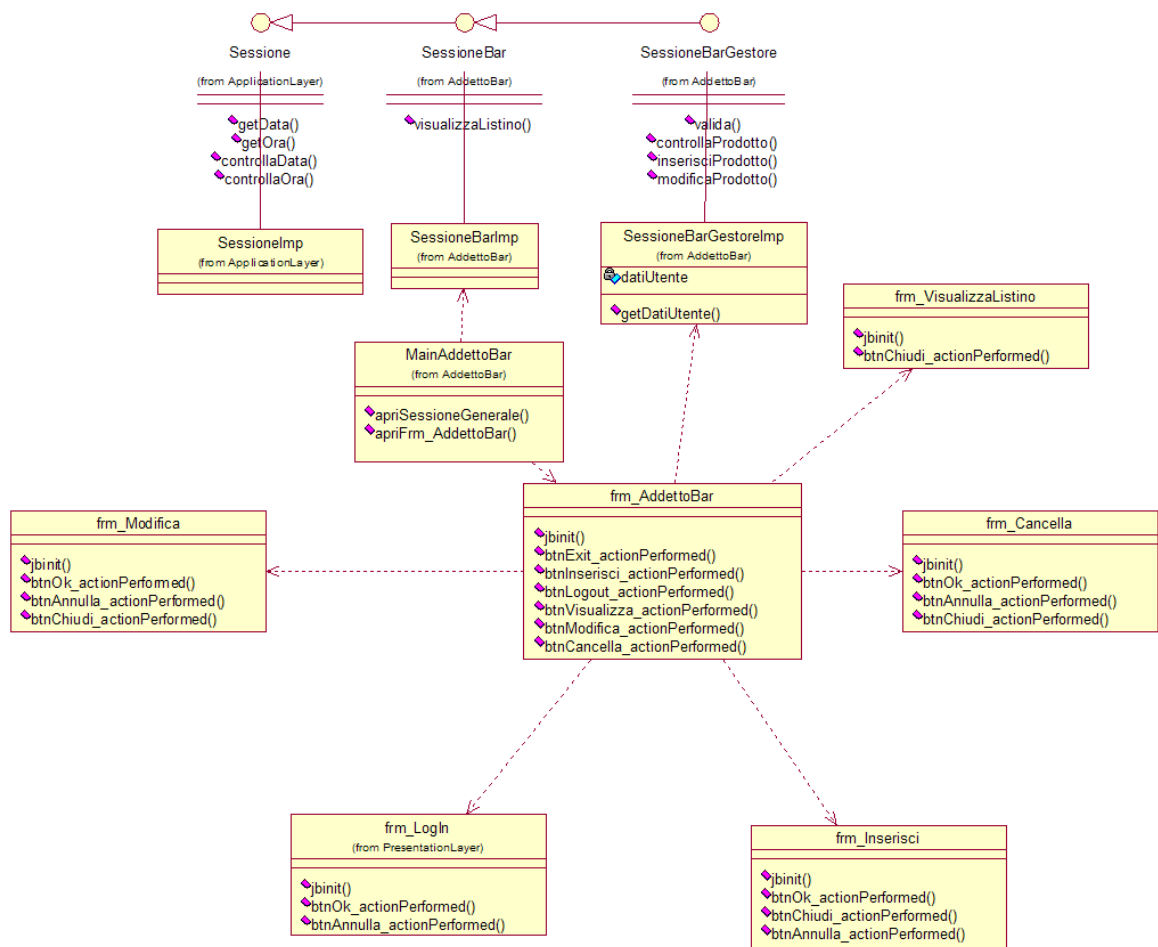 Sessione
(from ApplicationLayer)
getData()
getOra()
controllaData()
controllaOra()
SessioneBar
(from AddettoBar)
visualizzaListino()
SessioneBarGestore
(from AddettoBar)
valida()
controllaProdotto()
inserisciProdotto()
modificaProdotto()
SessioneImp
(from ApplicationLayer)
SessioneBarImp
(from AddettoBar)
SessioneBarGestoreImp
(from AddettoBar)
datiUtente
getDatiUtente()
frm_VisualizzaListino
jbinit()
btnChiudi_actionPerformed()
MainAddettoBar
(from AddettoBar)
apriSessioneGenerale()
apriFrm_AddettoBar()
frm_Modifica
jbinit()
btnOk_actionPerformed()
btnAnnulla_actionPerformed()
btnChiudi_actionPerformed()
frm_AddettoBar
jbinit()
btnExit_actionPerformed()
btnInserisci_actionPerformed()
btnLogout_actionPerformed()
btnVisualizza_actionPerformed()
btnModifica_actionPerformed()
btnCancella_actionPerformed()
frm_Cancella
jbinit()
btnOk_actionPerformed()
btnAnnulla_actionPerformed()
btnChiudi_actionPerformed()
frm_LogIn
(from PresentationLayer)
jbinit()
btnOk_actionPerformed()
btnAnnulla_actionPerformed()
frm_Inserisci
jbinit()
btnOk_actionPerformed()
btnChiudi_actionPerformed()
btnAnnulla_actionPerformed()